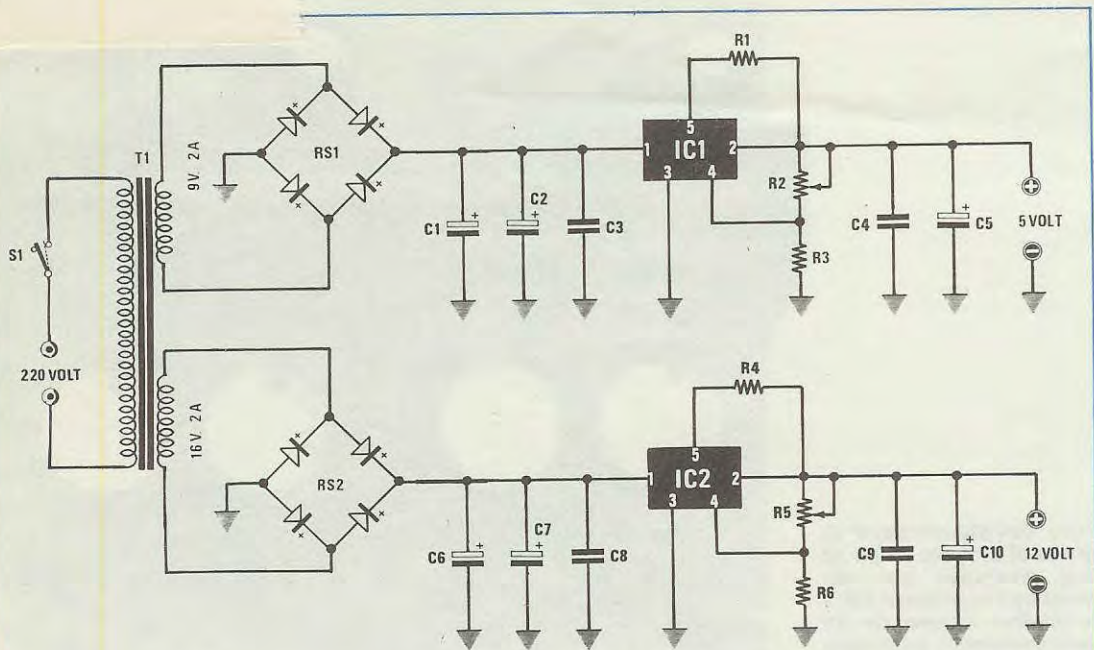 R1
T1
9V. 2A
RS1
5
1
IC1
2
3
4
R2
R3
S1
C1
+
C2
+
C3
C4
+
C5
5 VOLT
220 VOLT
16V. 2A
RS2
R4
5
1
IC2
2
3
4
R5
R6
C6
+
C7
+
C8
C9
+
C10
12 VOLT